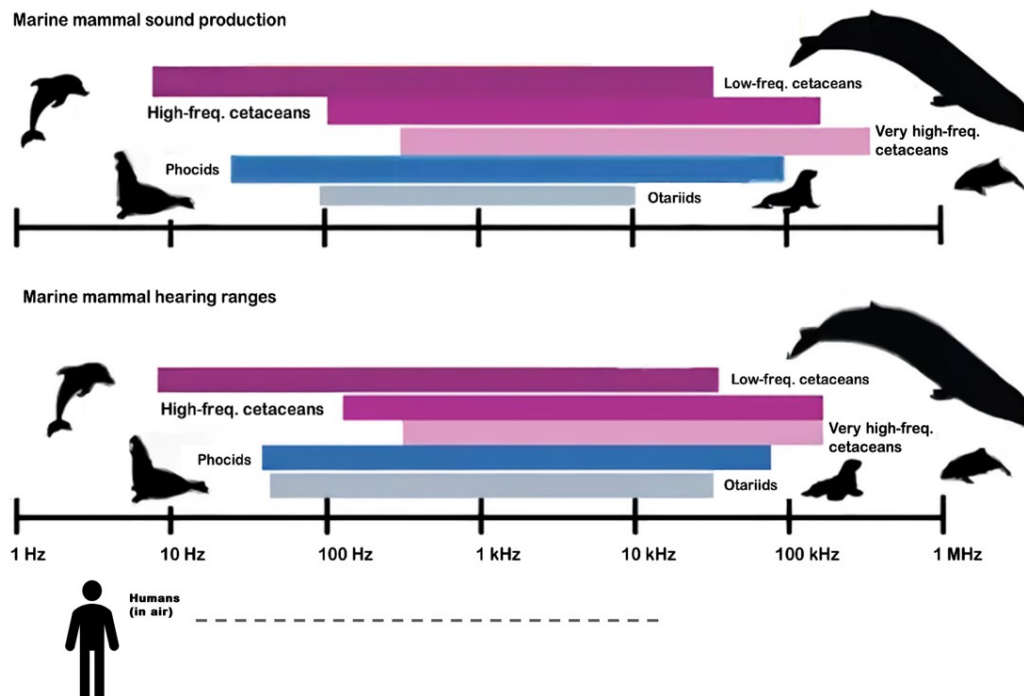 Marine mammal sound production
Low-freq. cetaceans
High-freq. cetaceans
Very high-freq.
cetaceans
Phocids
Otariids
Marine mammal hearing ranges
Low-freq. cetaceans
High-freq. cetaceans
Very high-freq.
cetaceans
Phocids
Otariids
1 Hz 10 Hz 100 Hz 1 kHz 10 kHz 100 kHz 1 MHz
Humans
(in air)